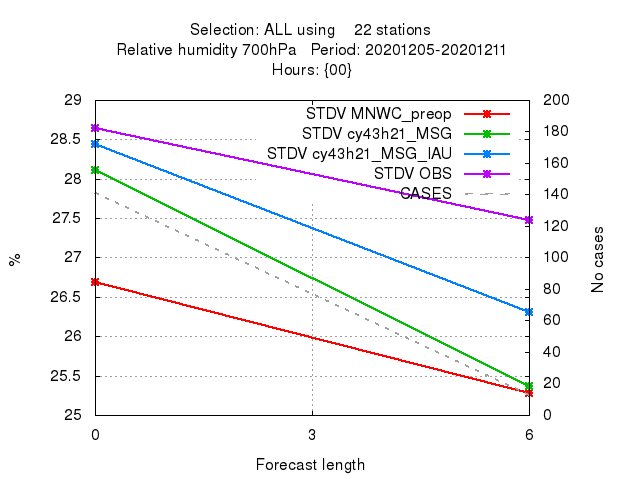 Selection: ALL using 22 stations
Relative humidity 700hPa Period: 20201205-20201211
Hours: {00}
29 200
28.5 180
28 160
27.5 140
27 120
26.5 100
26 80
25.5 60
25 40
20
0
STDV MNWC_preop
STDV cy43h21_MSG
STDV cy43h21_MSG_IAU
STDV OBS
CASES
%
No cases
0 3 6
Forecast length